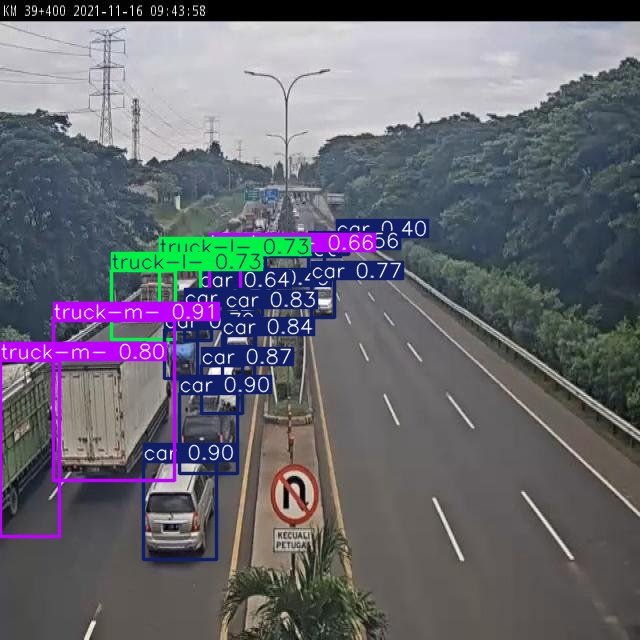 KM 39+400 2021-11-16 09:43:58
car 0.40
truck-l- 0.73
0.66
56
truck-l- 0.73
car 0.77
car 0.64
car
car 0.83
truck-m- 0.91
car 0.84
truck-m- 0.80
car 0.87
car 0.90
car 0.90
KECUALI
PETUGAS